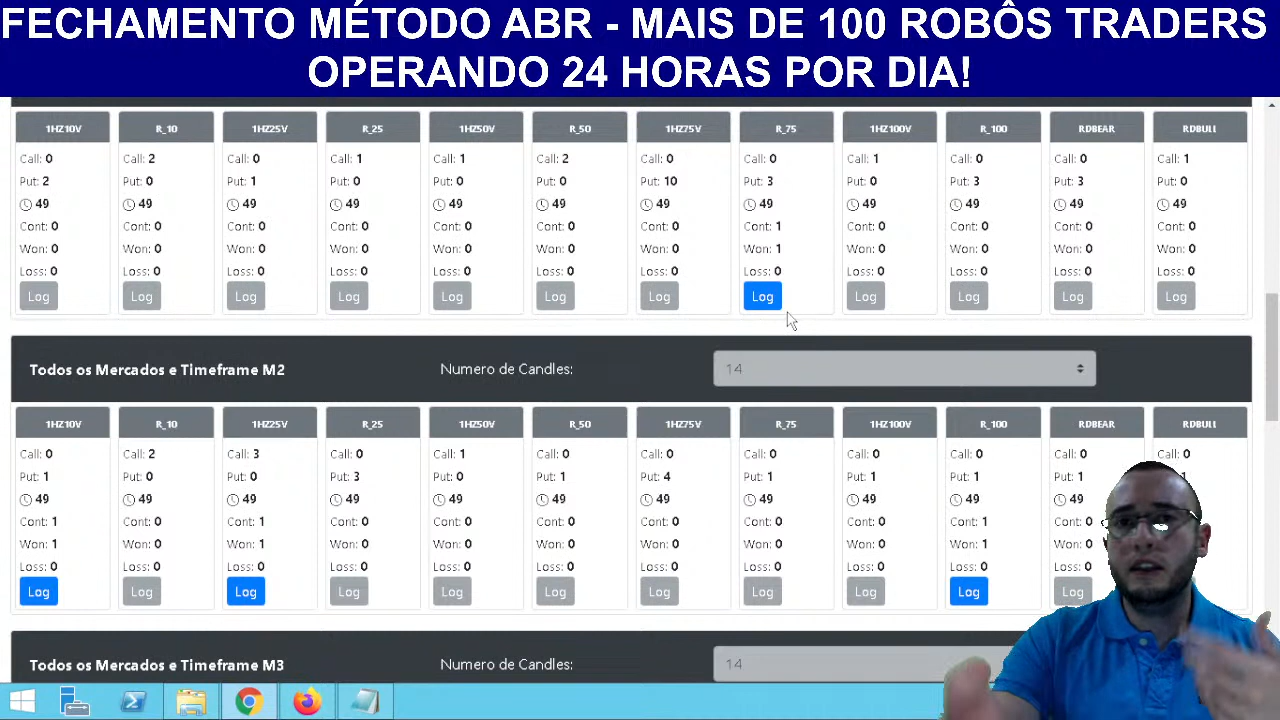 FECHAMENTO MÉTODO ABR - MAIS DE 100 ROBÔS TRADERS
OPERANDO 24 HORAS POR DIA!
1HZ10V R_10 1HZ25V R_25 1HZ50V R_50 1HZ75V R_75 1HZ100V R_100 RDBEAR RDBULL
Call: 0 Call: 2 Call: 0 Call: 1 Call: 1 Call: 2 Call: 0 Call: 0 Call: 1 Call: 0 Call: 0 Call: 1
Put: 2 Put: 0 Put: 1 Put: 0 Put: 0 Put: 0 Put: 10 Put: 3 Put: 0 Put: 3 Put: 3 Put: 0
49 49 49 49 49 49 49 49 49 49 49 49
Cont: 0 Cont: 0 Cont: 0 Cont: 0 Cont: 0 Cont: 0 Cont: 0 Cont: 1 Cont: 0 Cont: 0 Cont: 0 Cont: 0
Won: 0 Won: 0 Won: 0 Won: 0 Won: 0 Won: 0 Won: 0 Won: 1 Won: 0 Won: 0 Won: 0 Won: 0
Loss: 0 Loss: 0 Loss: 0 Loss: 0 Loss: 0 Loss: 0 Loss: 0 Loss: 0 Loss: 0 Loss: 0 Loss: 0 Loss: 0
Log Log Log Log Log Log Log Log Log Log Log Log
Todos os Mercados e Timeframe M2 Numero de Candles: 14
1HZ10V R_10 1HZ25V R_25 1HZ50V R_50 1HZ75V R_75 1HZ100V R_100 RDBEAR RDBULL
Call: 0 Call: 2 Call: 3 Call: 0 Call: 1 Call: 0 Call: 0 Call: 0 Call: 0 Call: 0 Call: 0 Call: 0
Put: 1 Put: 0 Put: 0 Put: 3 Put: 0 Put: 1 Put: 4 Put: 1 Put: 1 Put: 1 Put: 1
49 49 49 49 49 49 49 49 49 49 49
Cont: 1 Cont: 0 Cont: 1 Cont: 0 Cont: 0 Cont: 0 Cont: 0 Cont: 0 Cont: 0 Cont: 1 Cont: 0
Won: 1 Won: 0 Won: 1 Won: 0 Won: 0 Won: 0 Won: 0 Won: 0 Won: 0 Won: 1 Won: 0
Loss: 0 Loss: 0 Loss: 0 Loss: 0 Loss: 0 Loss: 0 Loss: 0 Loss: 0 Loss: 0 Loss: 0 Loss: 0
Log Log Log Log Log Log Log Log Log Log Log
Todos os Mercados e Timeframe M3 Numero de Candles: 14